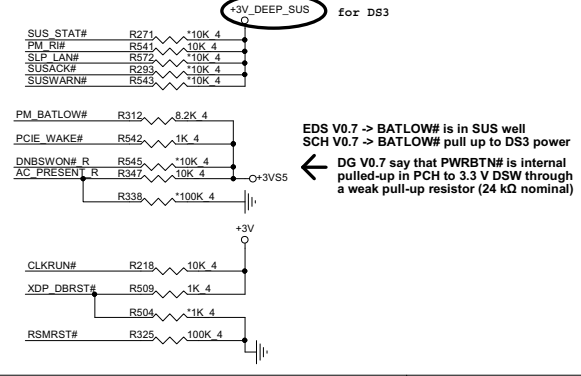 +3V_DEEP_SUS for DS3
SUS_STAT# R271 *10K_4
PM_RI# R541 10K_4
SLP_LAN# R572 *10K_4
SUSACK# R293 *10K_4
SUSWARN# R543 *10K_4
PM_BATLOW# R312 8.2K_4
EDS V0.7 -> BATLOW# is in SUS well
SCH V0.7 -> BATLOW# pull up to DS3 power
PCIE_WAKE# R542 1K_4
DNBSWON#_R R545 *10K_4
AC_PRESENT_R R347 10K_4 +3VS5
DG V0.7 say that PWRBTN# is internal
pulled-up in PCH to 3.3 V DSW through
a weak pull-up resistor (24 kΩ nominal)
R338 *100K_4
+3V
CLKRUN# R218 10K_4
XDP_DBRST# R509 1K_4
R504 *1K_4
RSMRST# R325 100K_4